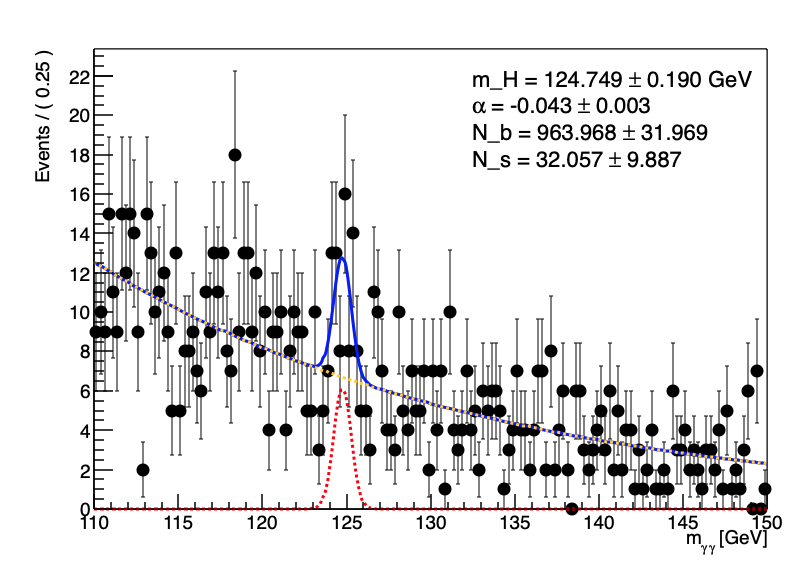 Events / ( 0.25 )
22
20
18
16
14
12
10
8
6
4
2
0
m_H = 124.749 ± 0.190 GeV
α = -0.043 ± 0.003
N_b = 963.968 ± 31.969
N_s = 32.057 ± 9.887
110 115 120 125 130 135 140 145 150
m_γγ [GeV]